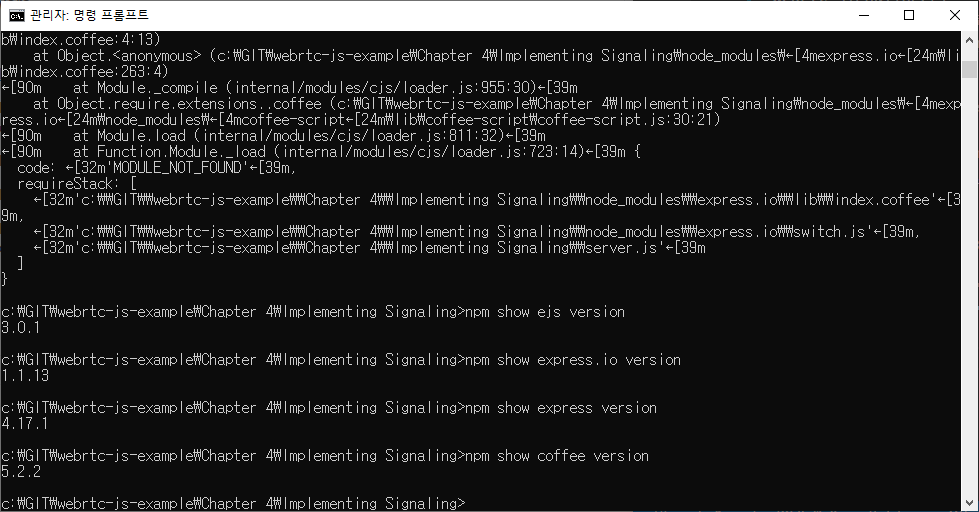 관리자: 명령 프롬프트
b₩index.coffee:4:13)
    at Object.<anonymous> (c:₩GIT₩webrtc-js-example₩Chapter 4₩Implementing Signaling₩node_modules₩←[4mexpress.io←[24m₩li
b₩index.coffee:263:4)
←[90m    at Module._compile (internal/modules/cjs/loader.js:955:30)←[39m
    at Object.require.extensions..coffee (c:₩GIT₩webrtc-js-example₩Chapter 4₩Implementing Signaling₩node_modules₩←[4mexp
ress.io←[24m₩node_modules₩←[4mcoffee-script←[24m₩lib₩coffee-script₩coffee-script.js:30:21)
←[90m    at Module.load (internal/modules/cjs/loader.js:811:32)←[39m
←[90m    at Function.Module._load (internal/modules/cjs/loader.js:723:14)←[39m {
  code: ←[32m'MODULE_NOT_FOUND'←[39m,
  requireStack: [
    ←[32m'c:₩₩GIT₩₩webrtc-js-example₩₩Chapter 4₩₩Implementing Signaling₩₩node_modules₩₩express.io₩₩lib₩₩index.coffee'←[3
9m,
    ←[32m'c:₩₩GIT₩₩webrtc-js-example₩₩Chapter 4₩₩Implementing Signaling₩₩node_modules₩₩express.io₩₩switch.js'←[39m,
    ←[32m'c:₩₩GIT₩₩webrtc-js-example₩₩Chapter 4₩₩Implementing Signaling₩₩server.js'←[39m
  ]
}
c:₩GIT₩webrtc-js-example₩Chapter 4₩Implementing Signaling>npm show ejs version
3.0.1
c:₩GIT₩webrtc-js-example₩Chapter 4₩Implementing Signaling>npm show express.io version
1.1.13
c:₩GIT₩webrtc-js-example₩Chapter 4₩Implementing Signaling>npm show express version
4.17.1
c:₩GIT₩webrtc-js-example₩Chapter 4₩Implementing Signaling>npm show coffee version
5.2.2
c:₩GIT₩webrtc-js-example₩Chapter 4₩Implementing Signaling>